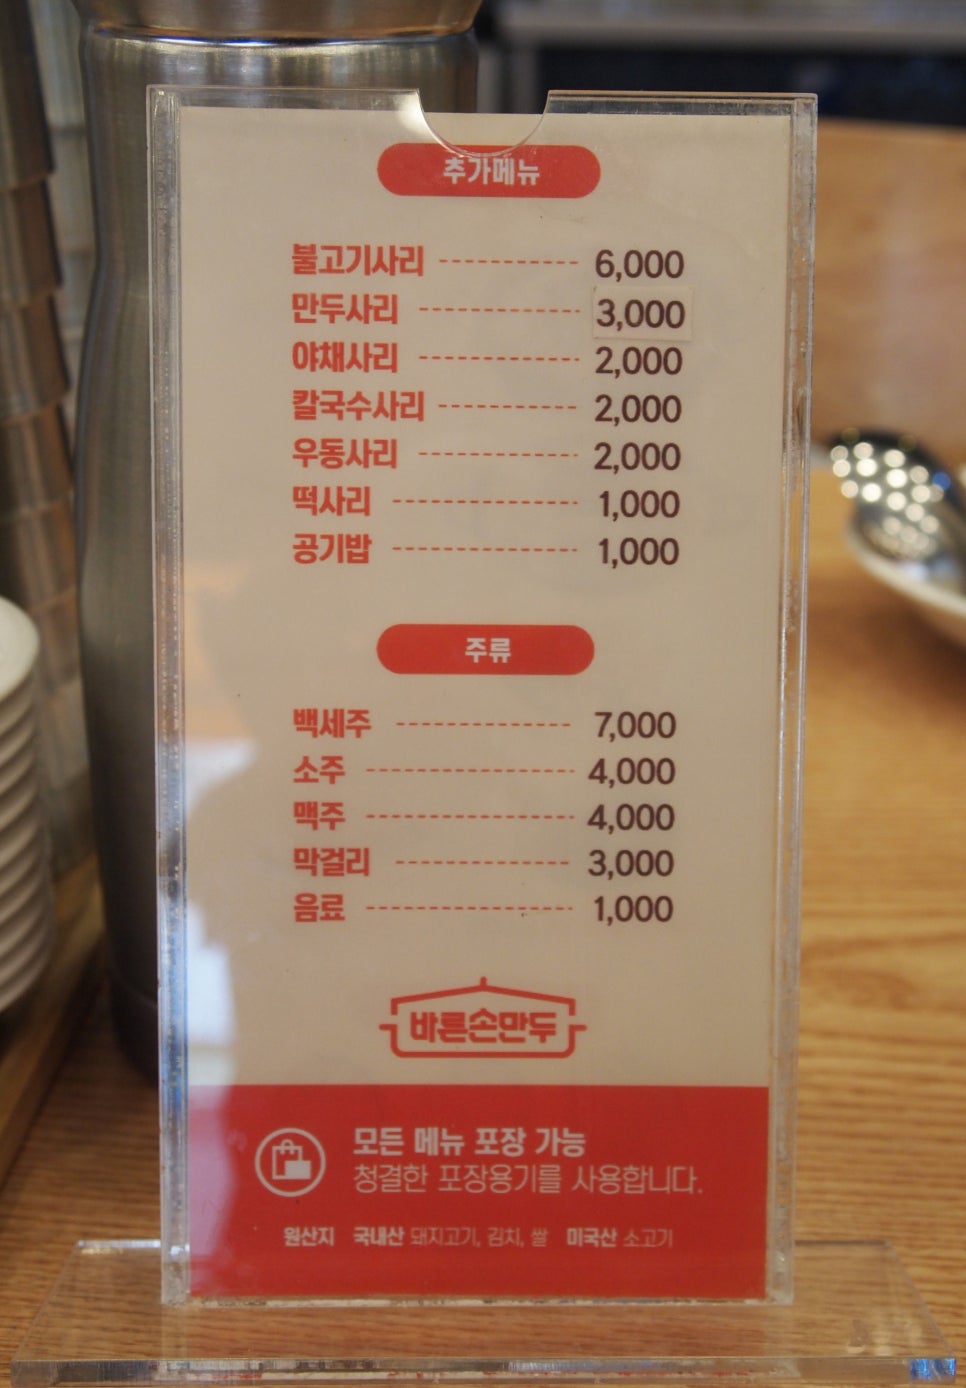 추가메뉴
불고기사리 6,000
만두사리 3,000
야채사리 2,000
칼국수사리 2,000
우동사리 2,000
떡사리 1,000
공기밥 1,000
주류
백세주 7,000
소주 4,000
맥주 4,000
막걸리 3,000
음료 1,000
바른손만두
모든 메뉴 포장 가능
청결한 포장용기를 사용합니다.
원산지 국내산 돼지고기, 김치, 쌀 미국산 소고기